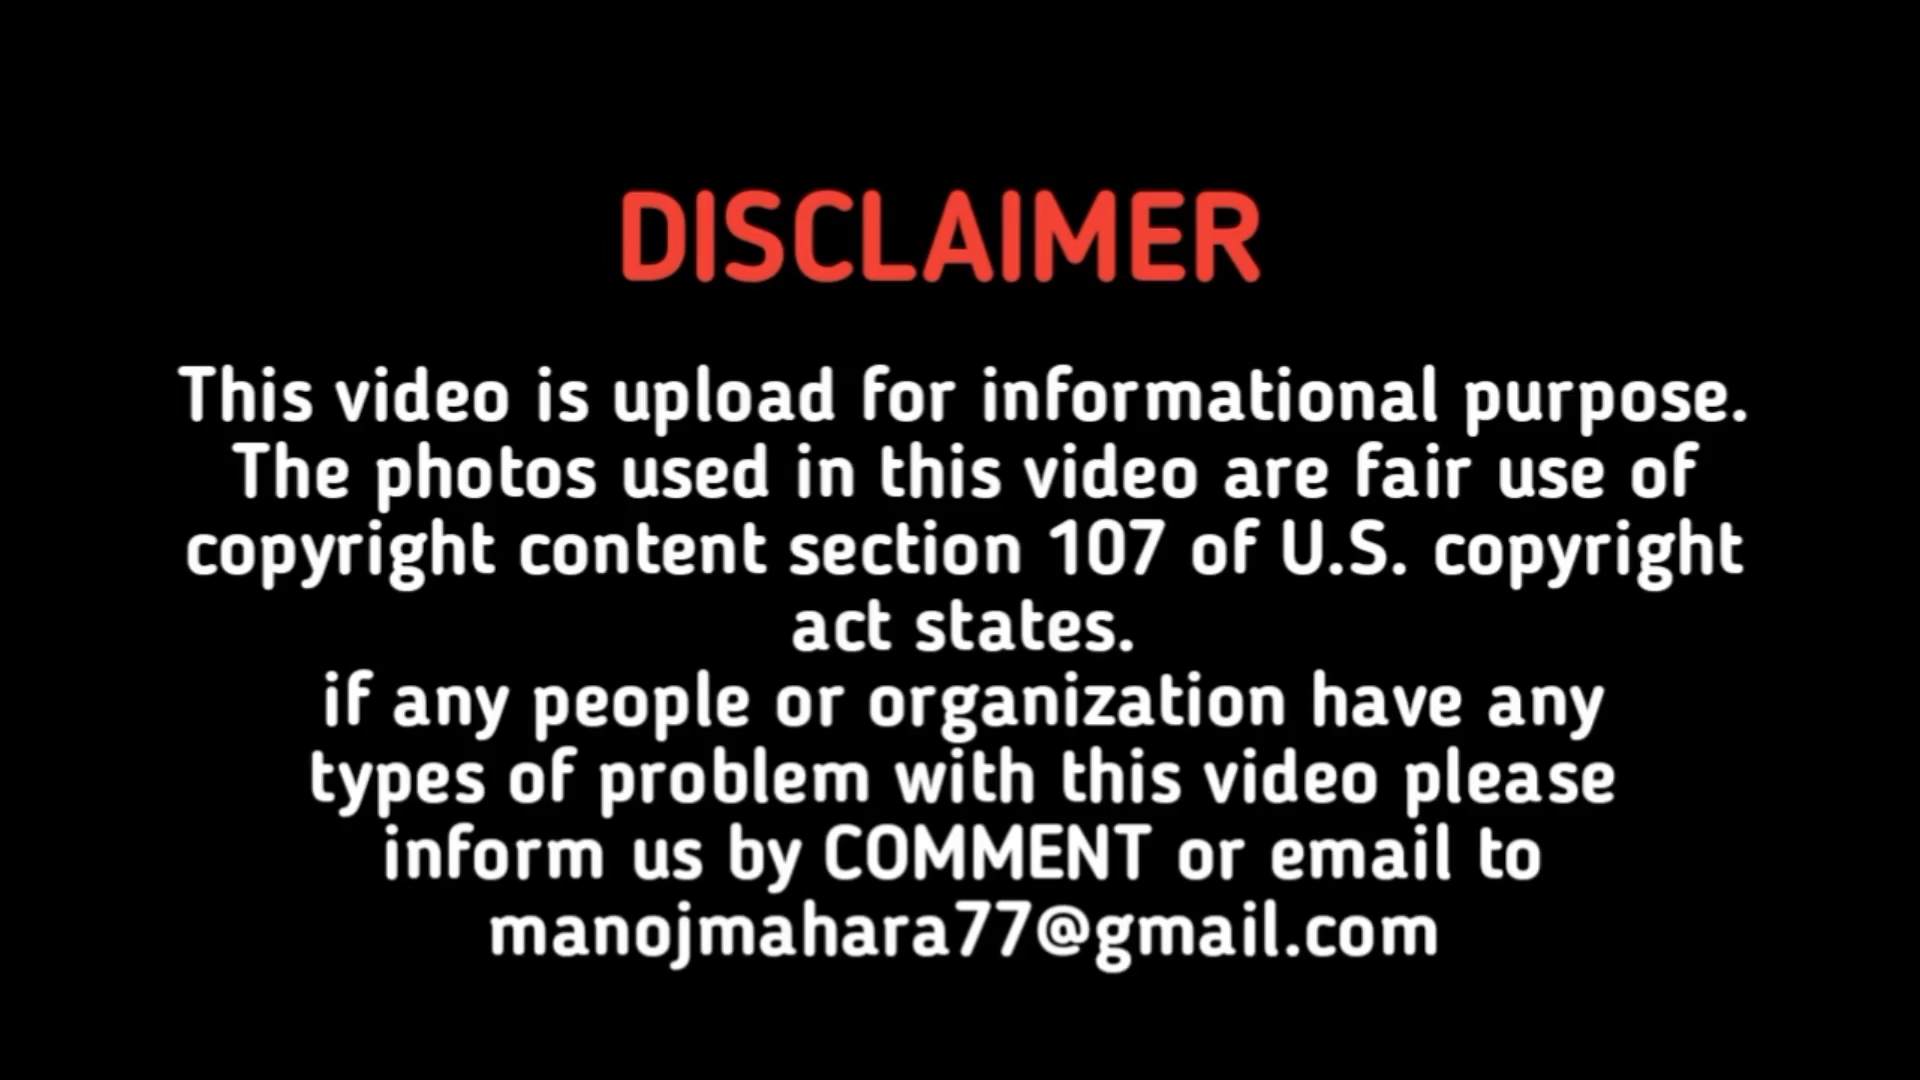 DISCLAIMER
This video is upload for informational purpose.
The photos used in this video are fair use of
copyright content section 107 of U.S. copyright
act states.
if any people or organization have any
types of problem with this video please
inform us by COMMENT or email to
manojmahara77@gmail.com